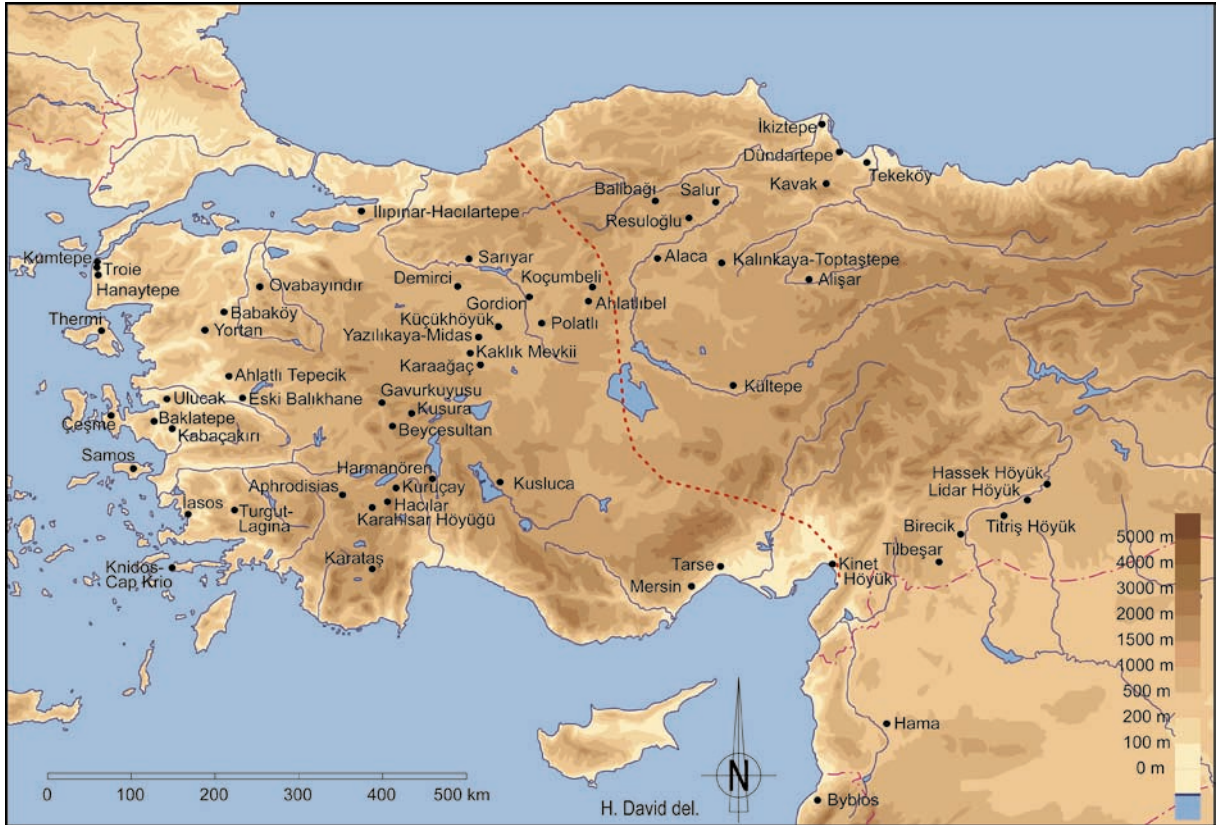 İkiztepe
Dündartepe
Tekeköy
Kavak
Balıbağı
Salur
Resuloğlu
Ilıpınar-Hacılartepe
Kumtepe
Troie
Hanaytepe
Sarıyar
Alaca
Kalınkaya-Toptaştepe
Alişar
Demirci
Koçumbeli
Ovabayındır
Gordion
Ahlatlıbel
Babaköy
Thermi
Yortan
Küçükhöyük
Polatlı
Yazılıkaya-Midas
Kaklık Mevkii
Karaağaç
Ahlatlı Tepecik
Kültepe
Ulucak
Eski Balıkhane
Gavurkuyusu
Kusura
Çeşme
Baklatepe
Kabaçakırı
Beycesultan
Samos
Harmanören
Kuruçay
Kusluca
Aphrodisias
Hacılar
Karahisar Höyüğü
Iasos
Turgut-
Lagina
Hassek Höyük
Lidar Höyük
Titriş Höyük
Birecik
Tilbeşar
Knidos-
Cap Krio
Karataş
Tarse
Mersin
Kinet
Höyük
5000 m
4000 m
3000 m
2000 m
1500 m
1000 m
500 m
200 m
100 m
0 m
Hama
Byblos
N
0 100 200 300 400 500 km
H. David del.